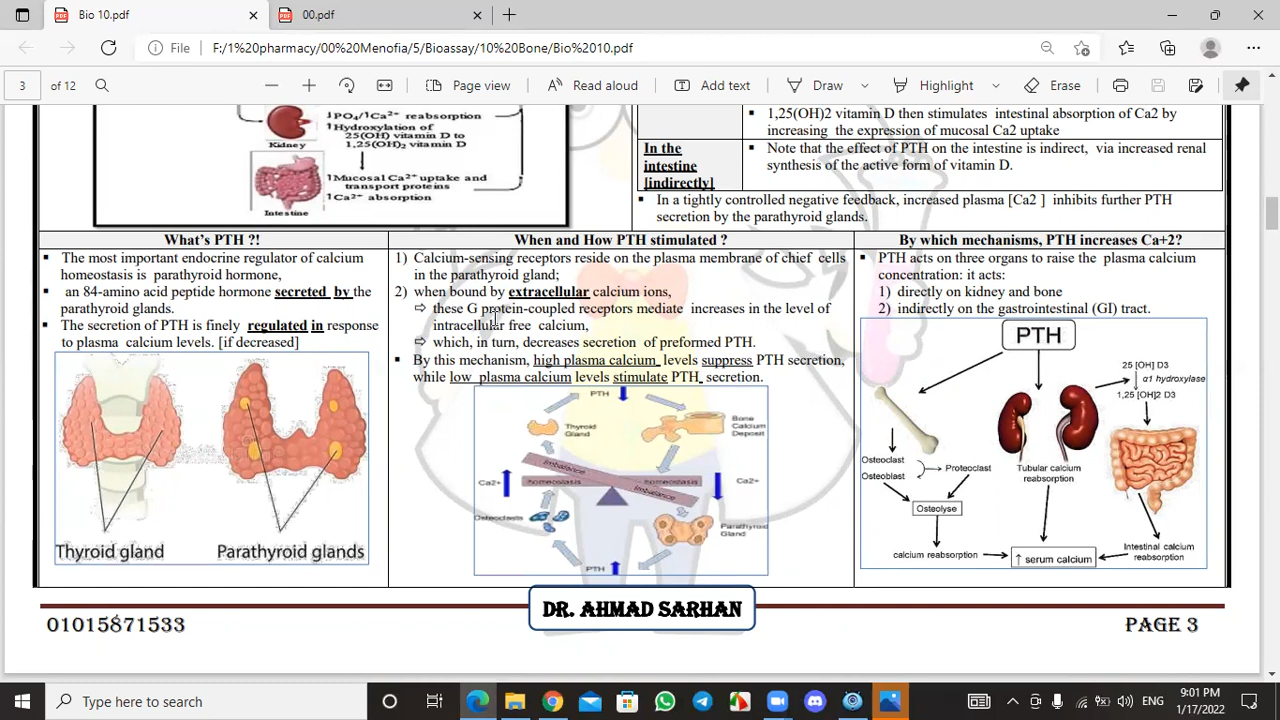 Bio 10.pdf
00.pdf
File
F:/1%20pharmacy/00%20Menofia/5/Bioassay/10%20Bone/Bio%2010.pdf
3
of 12
Page view
Read aloud
Add text
Draw
Highlight
Erase
↓PO₄/↑Ca²⁺ reabsorption
↑Hydroxylation of
25(OH) vitamin D to
1,25(OH)₂ vitamin D
Kidney
↑Mucosal Ca²⁺uptake and
transport proteins
↑Ca²⁺ absorption
Intestine
▪ 1,25(OH)2 vitamin D then stimulates intestinal absorption of Ca2 by
increasing the expression of mucosal Ca2 uptake
In the
intestine
[indirectly]
▪ Note that the effect of PTH on the intestine is indirect, via increased renal
synthesis of the active form of vitamin D.
▪ In a tightly controlled negative feedback, increased plasma [Ca2 ] inhibits further PTH
secretion by the parathyroid glands.
What's PTH ?!
▪ The most important endocrine regulator of calcium
homeostasis is parathyroid hormone,
▪ an 84-amino acid peptide hormone secreted by the
parathyroid glands.
▪ The secretion of PTH is finely regulated in response
to plasma calcium levels. [if decreased]
Thyroid gland
Parathyroid glands
When and How PTH stimulated ?
1) Calcium-sensing receptors reside on the plasma membrane of chief cells
in the parathyroid gland;
2) when bound by extracellular calcium ions,
⇨ these G protein-coupled receptors mediate increases in the level of
intracellular free calcium,
⇨ which, in turn, decreases secretion of preformed PTH.
▪ By this mechanism, high plasma calcium levels suppress PTH secretion,
while low plasma calcium levels stimulate PTH secretion.
PTH
Thyroid
Gland
Bone
Calcium
Deposit
Imbalance
Ca2+
homeostasis
homeostasis
Ca2+
Imbalance
Osteoclasts
Parathyroid
Gland
PTH
By which mechanisms, PTH increases Ca+2?
▪ PTH acts on three organs to raise the plasma calcium
concentration: it acts:
1) directly on kidney and bone
2) indirectly on the gastrointestinal (GI) tract.
PTH
25 [OH] D3
α1 hydroxylase
1,25 [OH]2 D3
Osteoclast
Osteoblast
Proteoclast
Tubular calcium
reabsorption
Osteolyse
calcium reabsorption
↑ serum calcium
Intestinal calcium
reabsorption
DR. AHMAD SARHAN
01015871533
PAGE 3
Type here to search
ENG
9:01 PM
1/17/2022